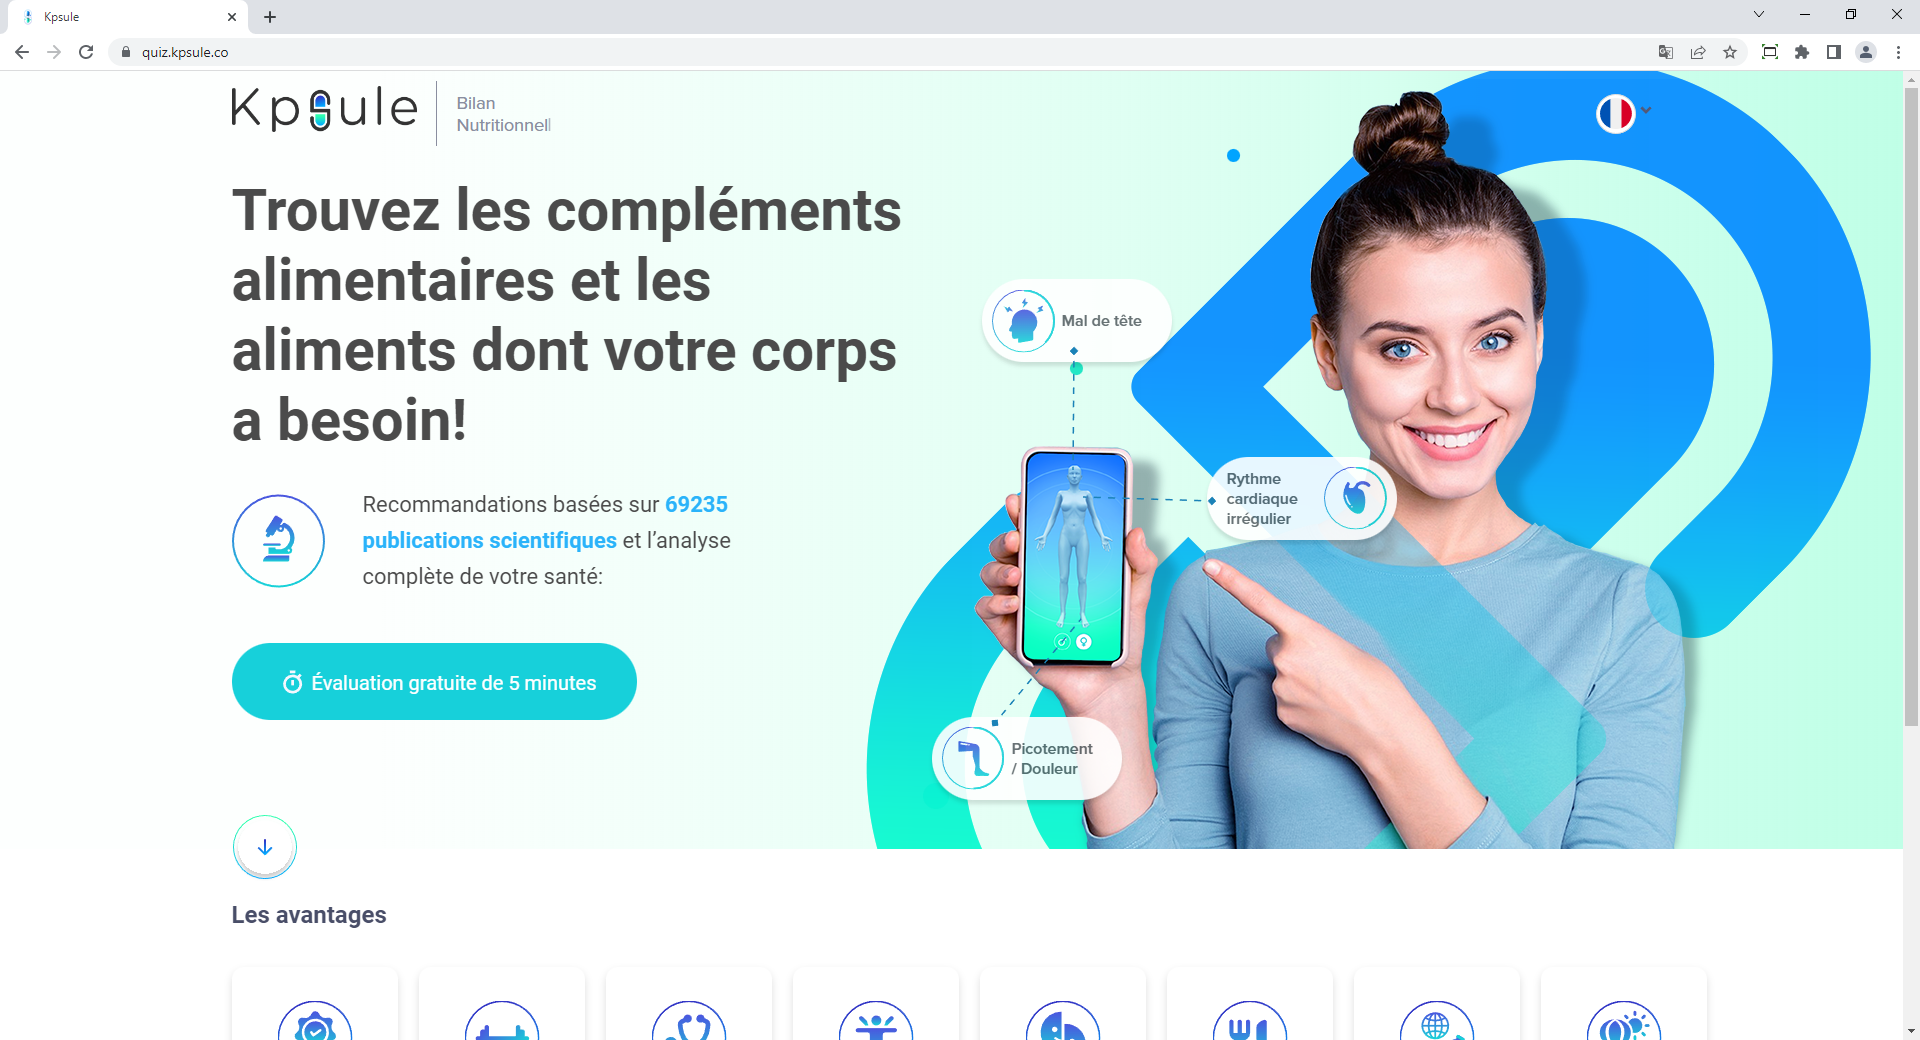 Kpsule
quiz.kpsule.co
Kpsule
Bilan
Nutritionnel
Trouvez les compléments
alimentaires et les
aliments dont votre corps
a besoin!
Recommandations basées sur 69235
publications scientifiques et l’analyse
complète de votre santé:
Évaluation gratuite de 5 minutes
Mal de tête
Rythme
cardiaque
irrégulier
Picotement
/ Douleur
Les avantages